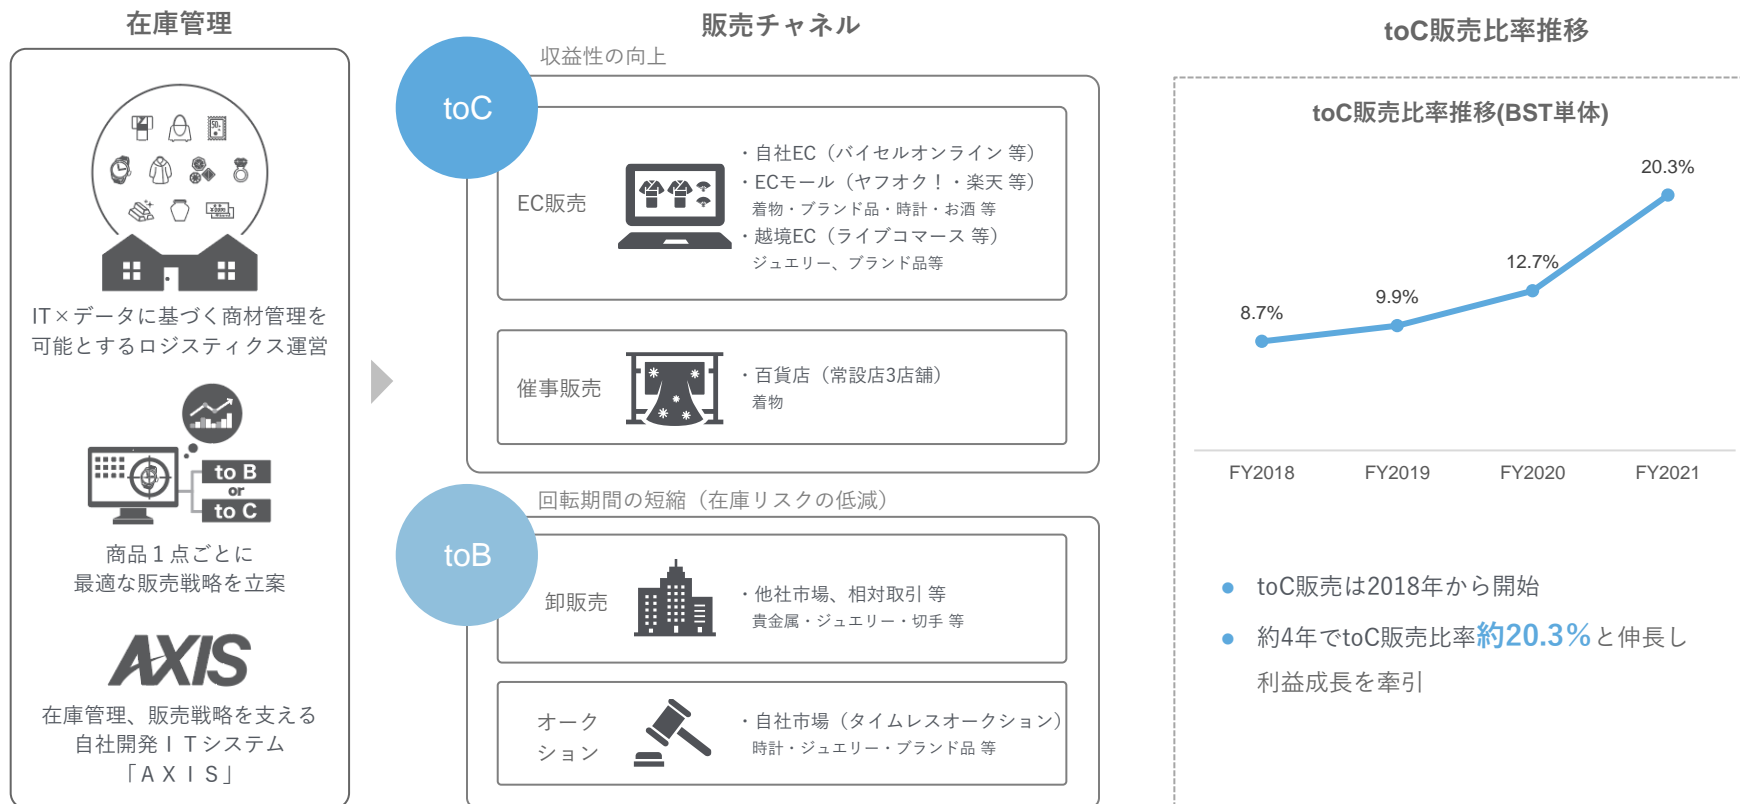 在庫管理
IT×データに基づく商材管理を
可能とするロジスティクス運営
to B
or
to C
商品1点ごとに
最適な販売戦略を立案
AXIS
在庫管理、販売戦略を支える
自社開発ITシステム
「AXIS」
販売チャネル
toC
収益性の向上
EC販売
・自社EC（バイセルオンライン 等）
・ECモール（ヤフオク！・楽天 等）
着物・ブランド品・時計・お酒 等
・越境EC（ライブコマース 等）
ジュエリー、ブランド品等
催事販売
・百貨店（常設店3店舗）
着物
toB
回転期間の短縮（在庫リスクの低減）
卸販売
・他社市場、相対取引 等
貴金属・ジュエリー・切手 等
オーク
ション
・自社市場（タイムレスオークション）
時計・ジュエリー・ブランド品 等
toC販売比率推移
toC販売比率推移(BST単体)
8.7%
9.9%
12.7%
20.3%
FY2018
FY2019
FY2020
FY2021
● toC販売は2018年から開始
● 約4年でtoC販売比率約20.3%と伸長し
利益成長を牽引